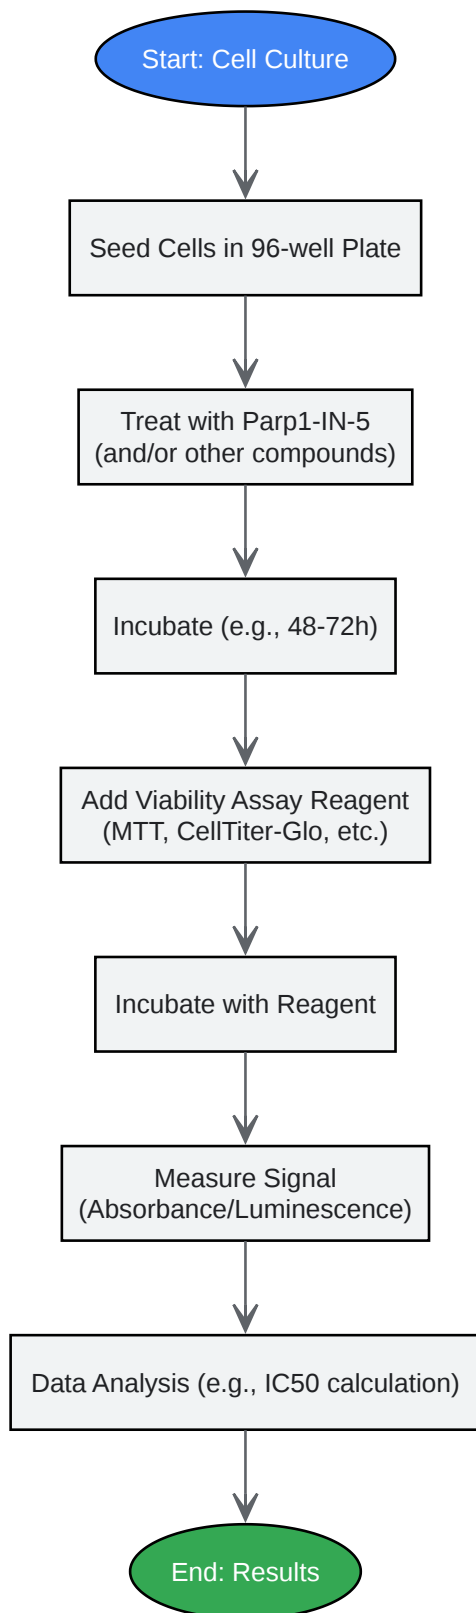 Start: Cell Culture
Seed Cells in 96-well Plate
Treat with Parp1-IN-5
(and/or other compounds)
Incubate (e.g., 48-72h)
Add Viability Assay Reagent
(MTT, CellTiter-Glo, etc.)
Incubate with Reagent
Measure Signal
(Absorbance/Luminescence)
Data Analysis (e.g., IC50 calculation)
End: Results